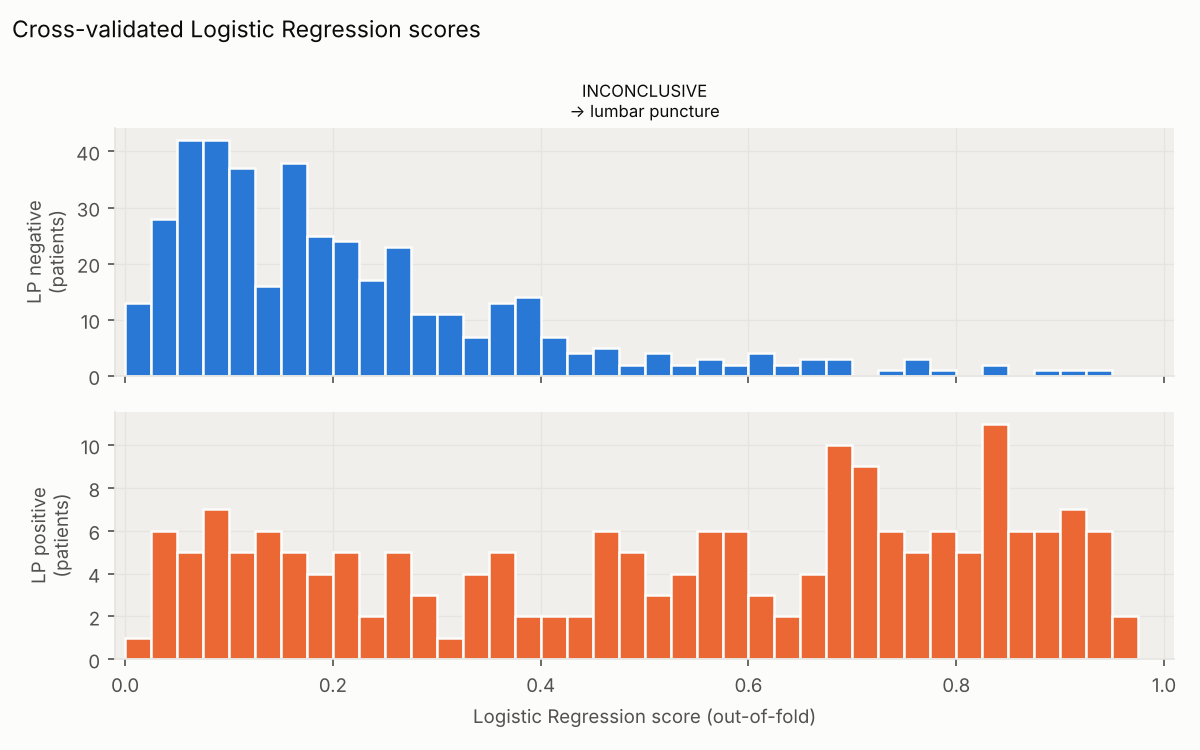 Cross-validated Logistic Regression scores
INCONCLUSIVE
→ lumbar puncture
LP negative
(patients)
40
30
20
10
0
LP positive
(patients)
10
8
6
4
2
0
0.0 0.2 0.4 0.6 0.8 1.0
Logistic Regression score (out-of-fold)